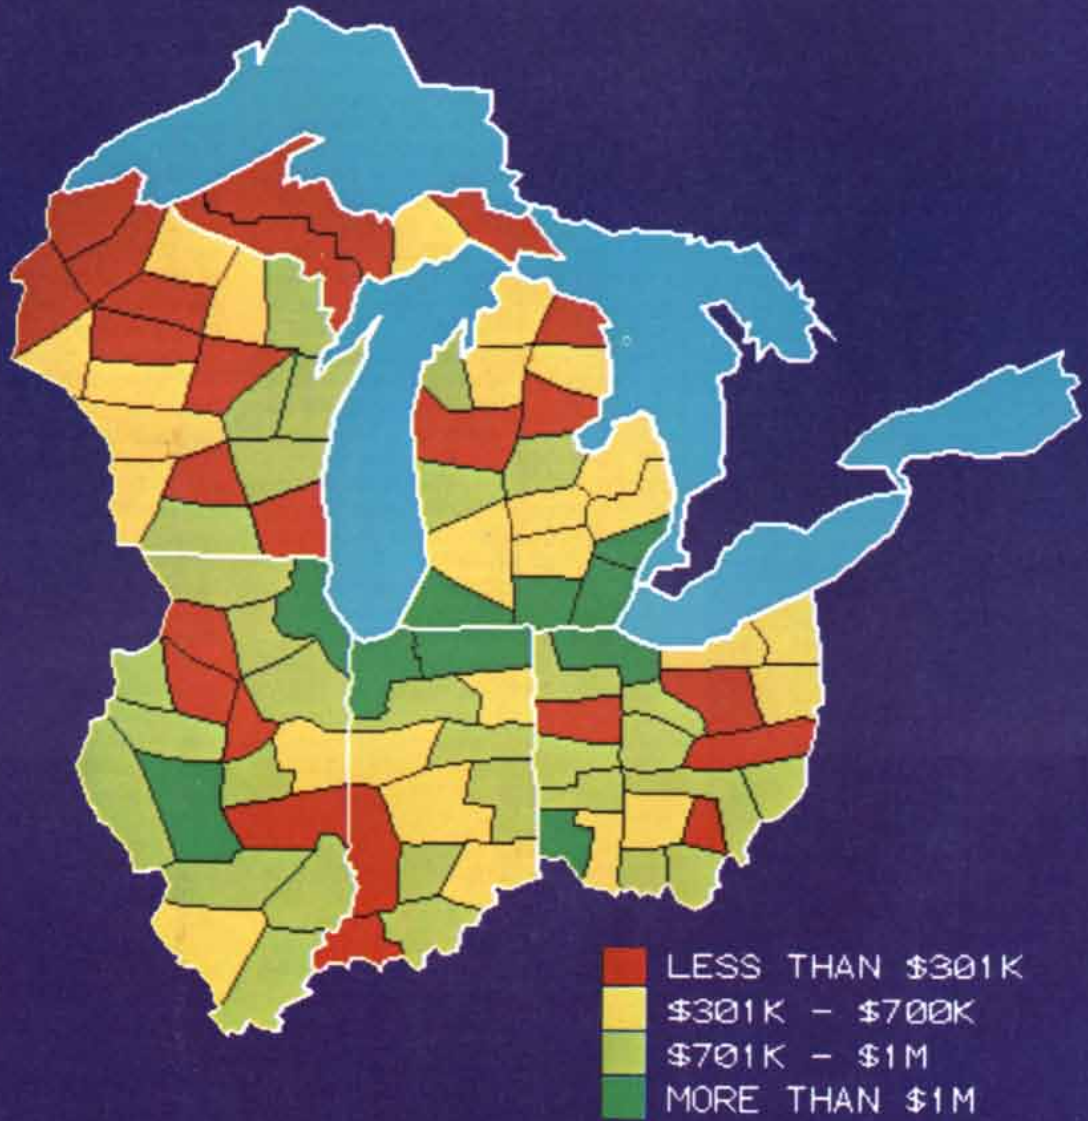 LESS THAN $301K
$301K - $700K
$701K - $1M
MORE THAN $1M